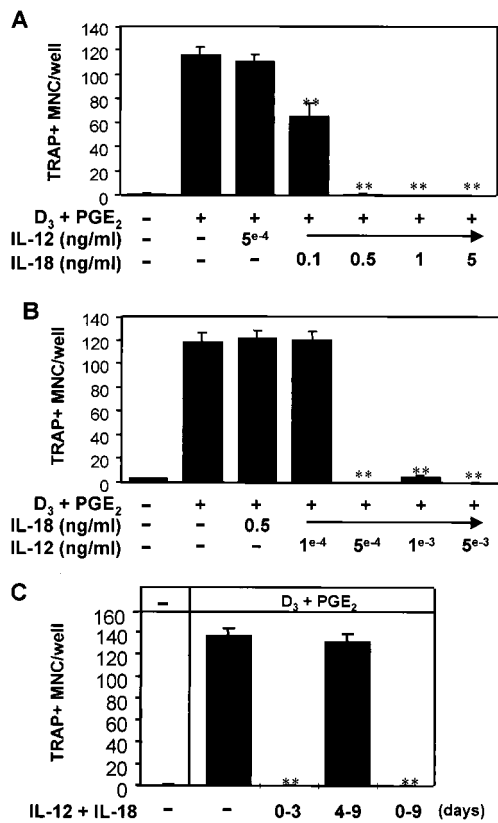 A
TRAP+ MNC/well
140
120
100
80
60
40
20
0
**
** ** **
D₃ + PGE₂ – + + + + + +
IL-12 (ng/ml) – – 5e-4
IL-18 (ng/ml) – – – 0.1 0.5 1 5
B
TRAP+ MNC/well
140
120
100
80
60
40
20
0
** ** **
D₃ + PGE₂ – + + + + + +
IL-18 (ng/ml) – – 0.5
IL-12 (ng/ml) – – – 1e-4 5e-4 1e-3 5e-3
C
– D₃ + PGE₂
TRAP+ MNC/well
160
140
120
100
80
60
40
20
0
** **
IL-12 + IL-18 – – 0-3 4-9 0-9 (days)